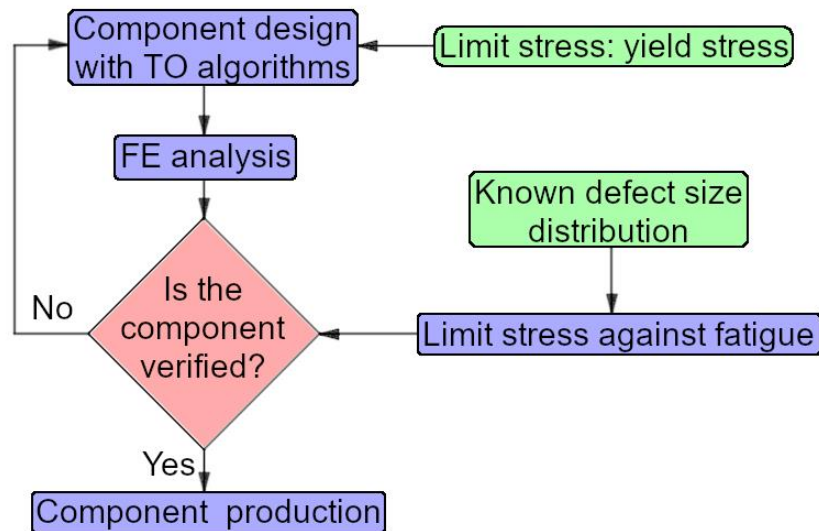 Component design
with TO algorithms
Limit stress: yield stress
FE analysis
Known defect size
distribution
Is the
component
verified?
No
Limit stress against fatigue
Yes
Component production